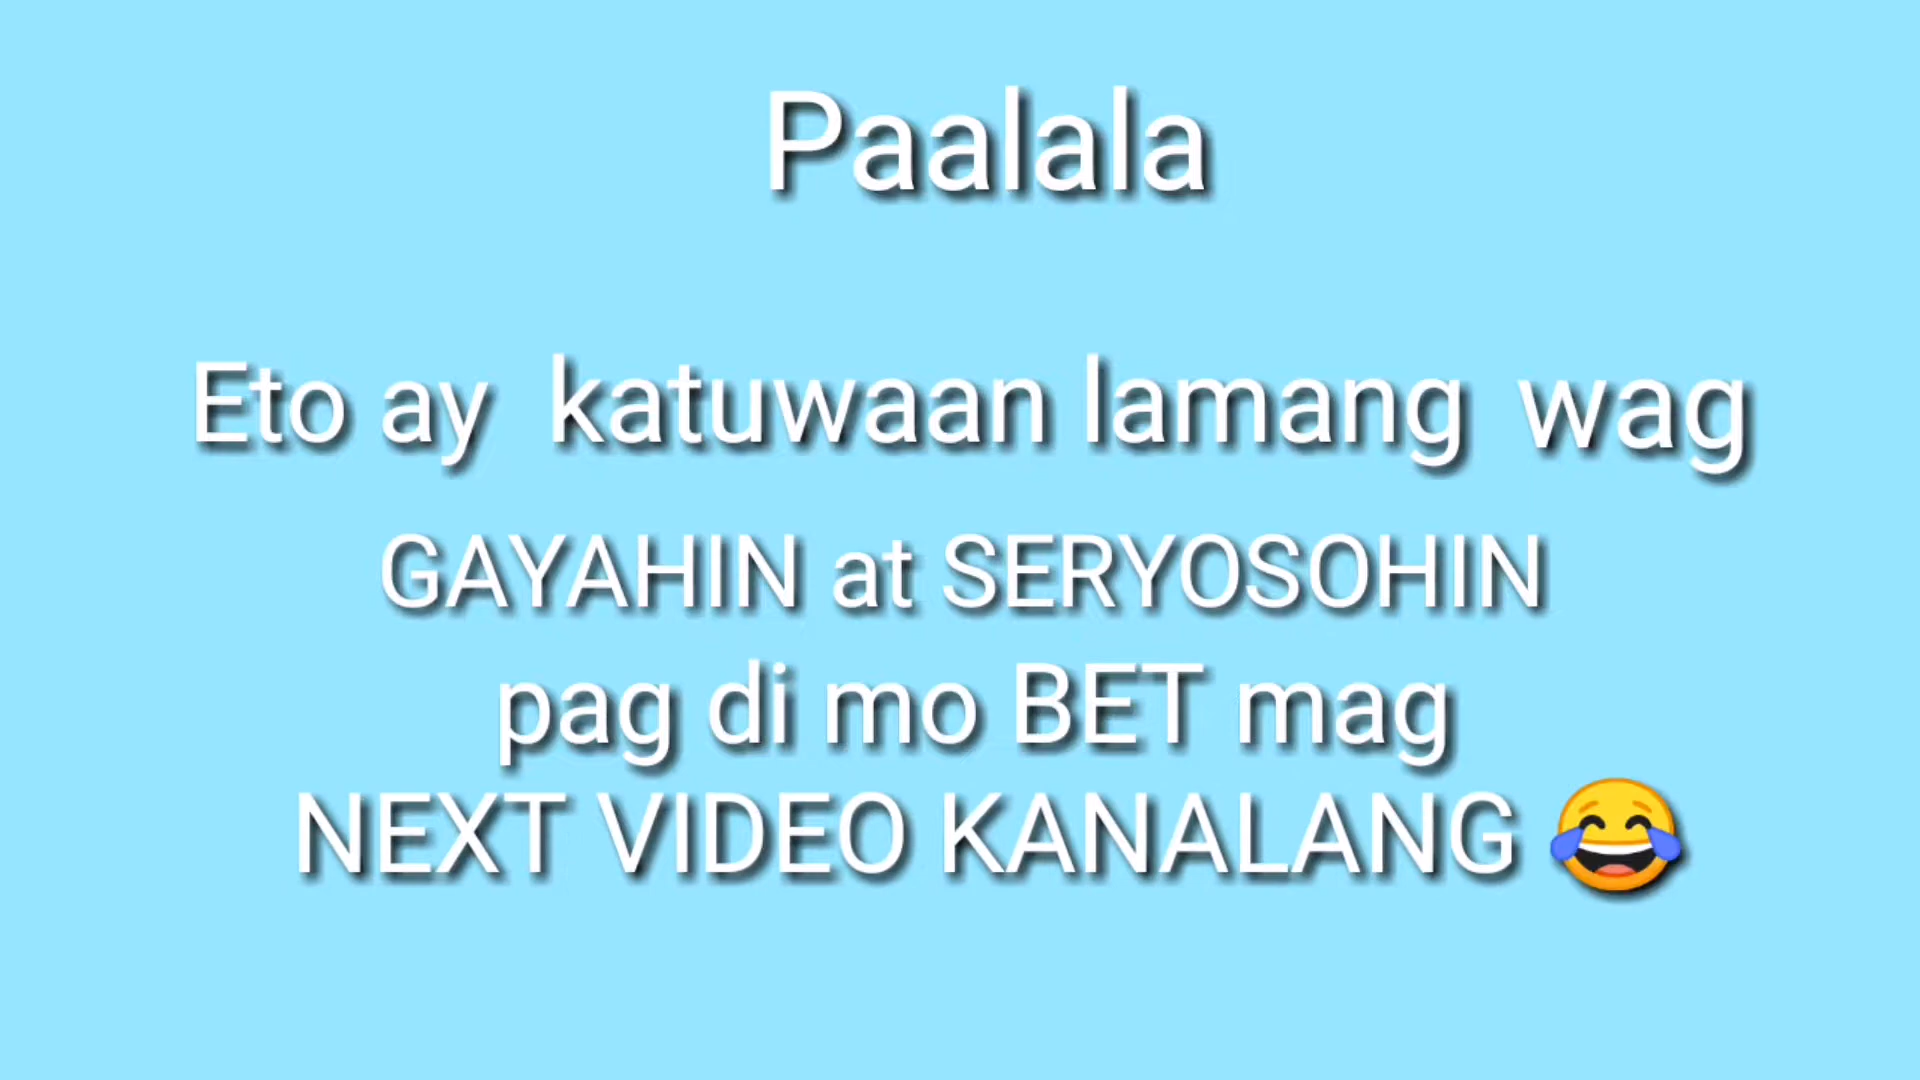 Paalala
Eto ay katuwaan lamang wag
GAYAHIN at SERYOSOHIN
pag di mo BET mag
NEXT VIDEO KANALANG 😂